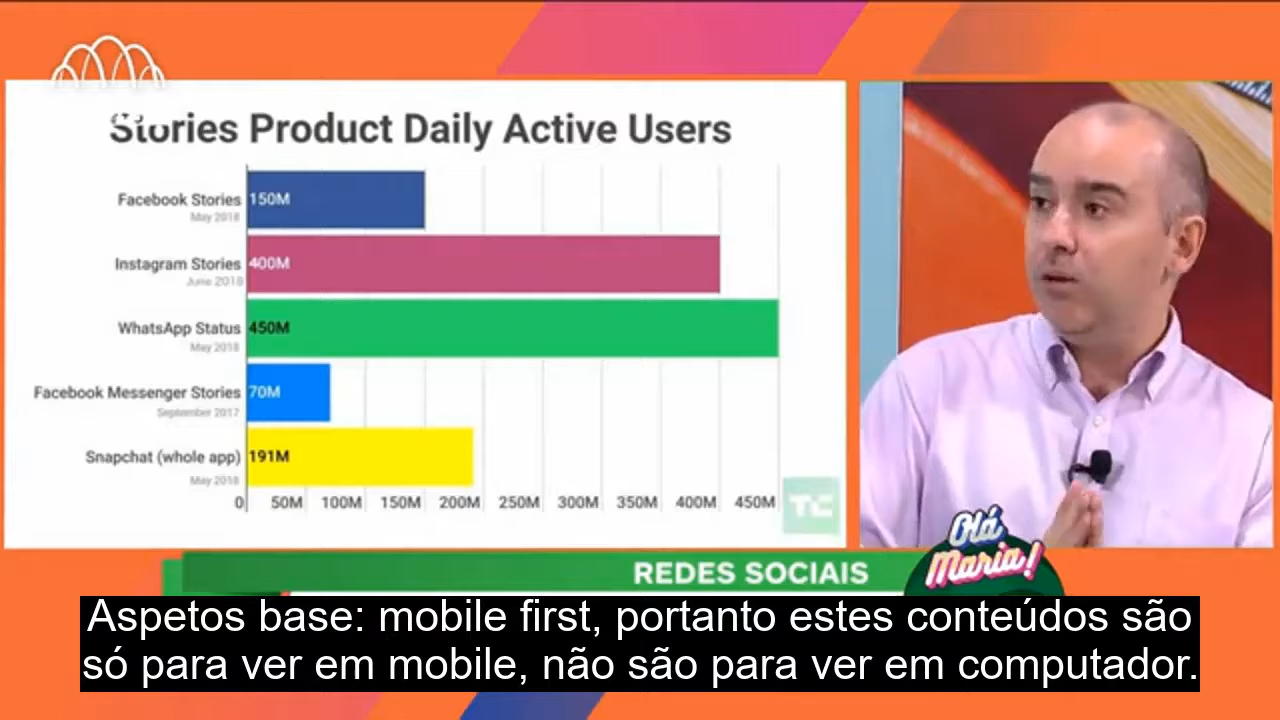 Stories Product Daily Active Users
Facebook Stories 150M
May 2018
Instagram Stories 400M
June 2018
WhatsApp Status 450M
May 2018
Facebook Messenger Stories 70M
September 2017
Snapchat (whole app) 191M
May 2018
0 50M 100M 150M 200M 250M 300M 350M 400M 450M
TC
Olá
Maria!
REDES SOCIAIS
Aspetos base: mobile first, portanto estes conteúdos são
só para ver em mobile, não são para ver em computador.